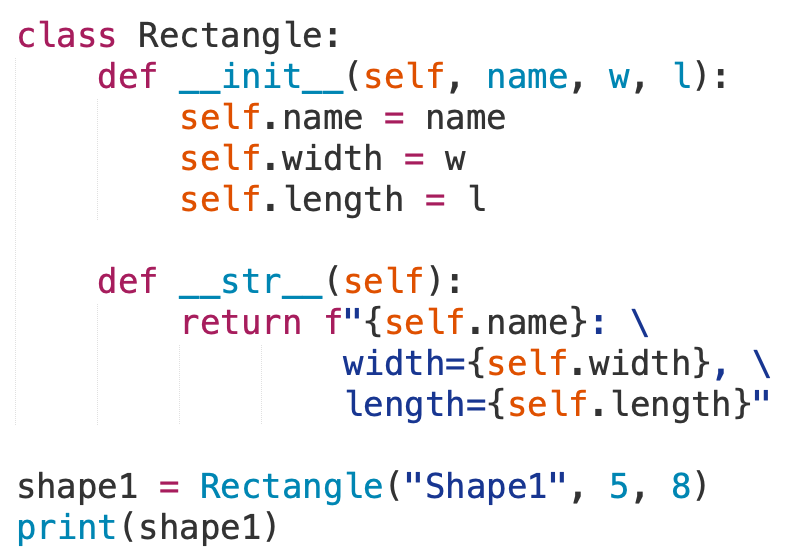 class Rectangle:
    def __init__(self, name, w, l):
        self.name = name
        self.width = w
        self.length = l

    def __str__(self):
        return f"{self.name}: \
                width={self.width}, \
                length={self.length}"

shape1 = Rectangle("Shape1", 5, 8)
print(shape1)